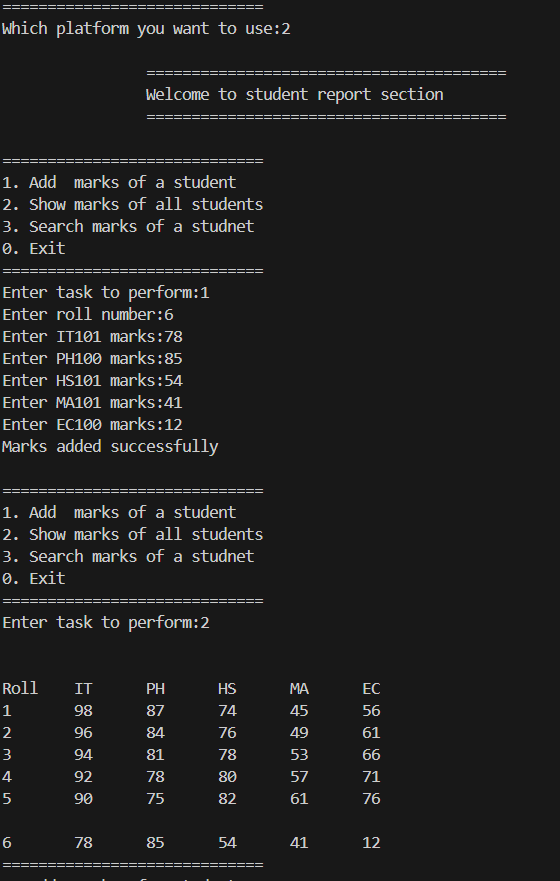 =============================
Which platform you want to use:2
========================================
Welcome to student report section
========================================
=============================
1. Add  marks of a student
2. Show marks of all students
3. Search marks of a studnet
0. Exit
=============================
Enter task to perform:1
Enter roll number:6
Enter IT101 marks:78
Enter PH100 marks:85
Enter HS101 marks:54
Enter MA101 marks:41
Enter EC100 marks:12
Marks added successfully
=============================
1. Add  marks of a student
2. Show marks of all students
3. Search marks of a studnet
0. Exit
=============================
Enter task to perform:2
Roll    IT      PH      HS      MA      EC
1       98      87      74      45      56
2       96      84      76      49      61
3       94      81      78      53      66
4       92      78      80      57      71
5       90      75      82      61      76
6       78      85      54      41      12
=============================